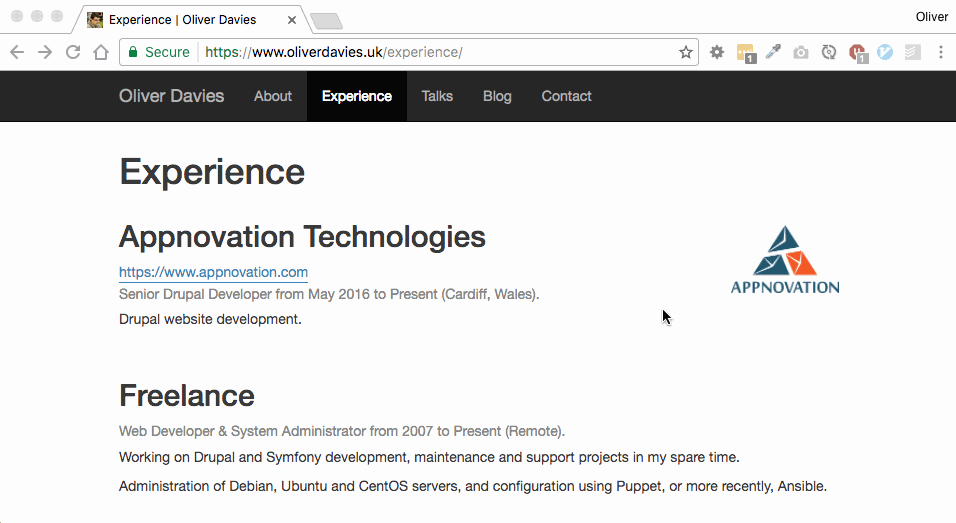 Experience | Oliver Davies
Oliver
Secure https://www.oliverdavies.uk/experience/
1
1
Oliver Davies About Experience Talks Blog Contact
Experience
Appnovation Technologies
https://www.appnovation.com
Senior Drupal Developer from May 2016 to Present (Cardiff, Wales).
Drupal website development.
APPNOVATION
Freelance
Web Developer & System Administrator from 2007 to Present (Remote).
Working on Drupal and Symfony development, maintenance and support projects in my spare time.
Administration of Debian, Ubuntu and CentOS servers, and configuration using Puppet, or more recently, Ansible.